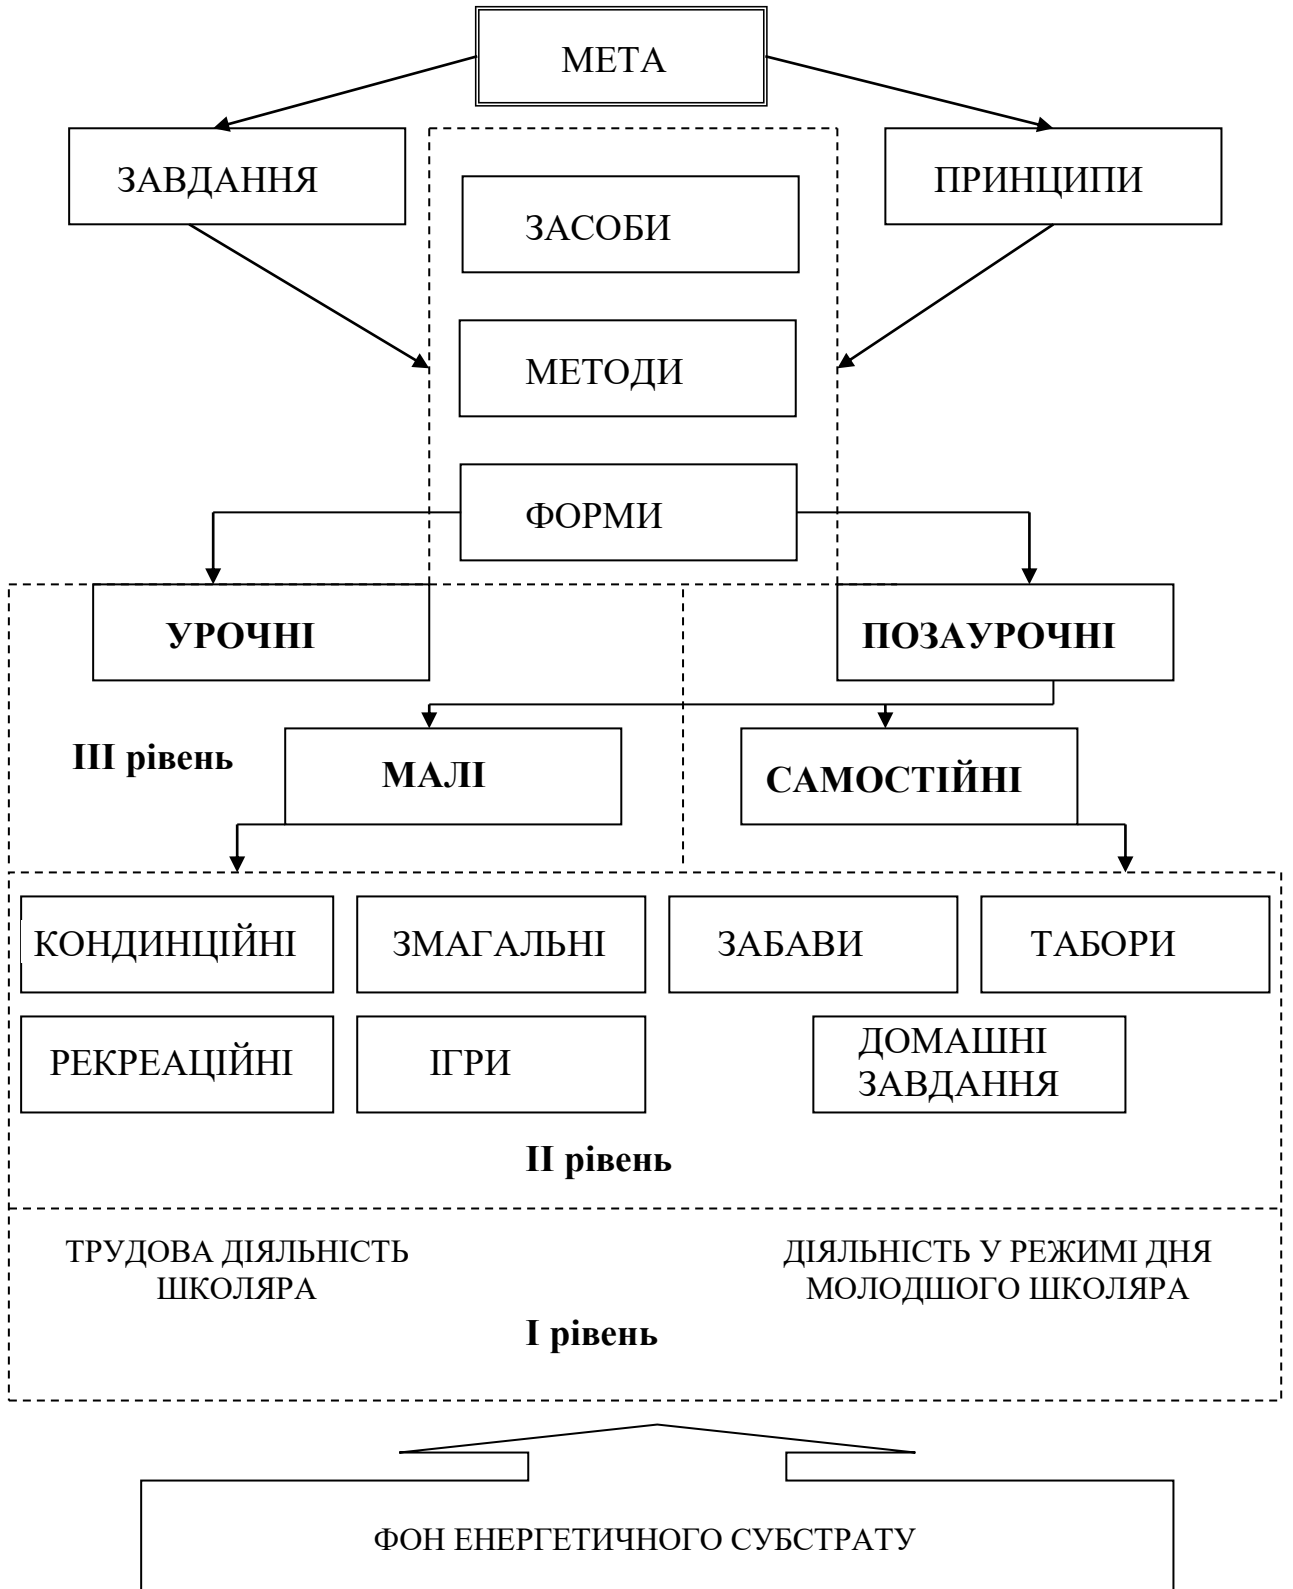 МЕТА
ЗАВДАННЯ
ПРИНЦИПИ
ЗАСОБИ
МЕТОДИ
ФОРМИ
УРОЧНІ
ПОЗАУРОЧНІ
ІІІ рівень
МАЛІ
САМОСТІЙНІ
КОНДИНЦІЙНІ
ЗМАГАЛЬНІ
ЗАБАВИ
ТАБОРИ
РЕКРЕАЦІЙНІ
ІГРИ
ДОМАШНІ
ЗАВДАННЯ
ІІ рівень
ТРУДОВА ДІЯЛЬНІСТЬ
ШКОЛЯРА
ДІЯЛЬНІСТЬ У РЕЖИМІ ДНЯ
МОЛОДШОГО ШКОЛЯРА
І рівень
ФОН ЕНЕРГЕТИЧНОГО СУБСТРАТУ